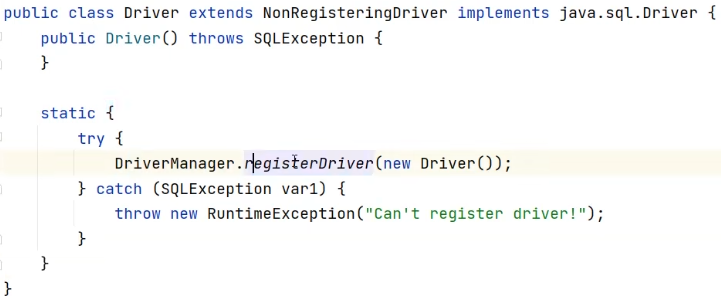 public class Driver extends NonRegisteringDriver implements java.sql.Driver {
    public Driver() throws SQLException {
    }

    static {
        try {
            DriverManager.registerDriver(new Driver());
        } catch (SQLException var1) {
            throw new RuntimeException("Can't register driver!");
        }
    }
}